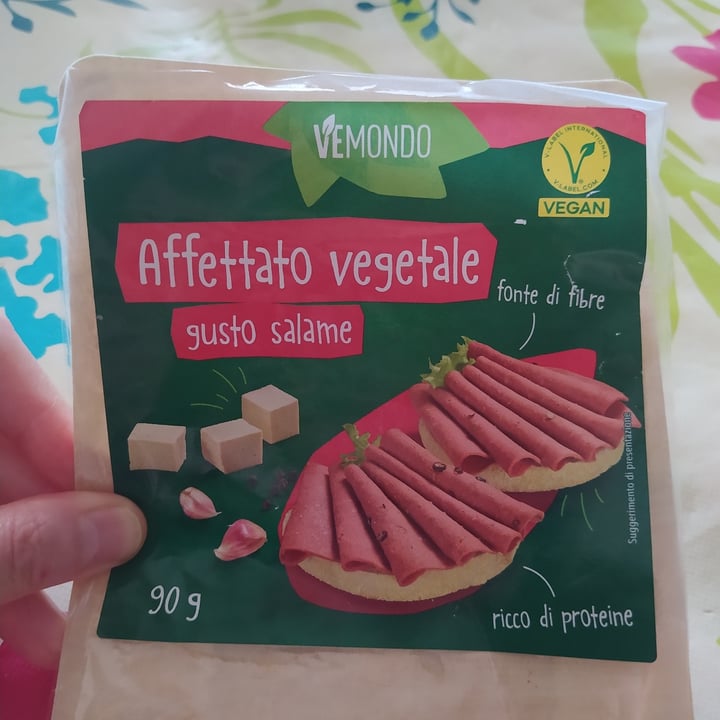 VEMONDO
V-LABEL INTERNATIONAL
V-LABEL.COM
VEGAN
Affettato vegetale
gusto salame
fonte di fibre
Suggerimento di presentazione
90 g
ricco di proteine